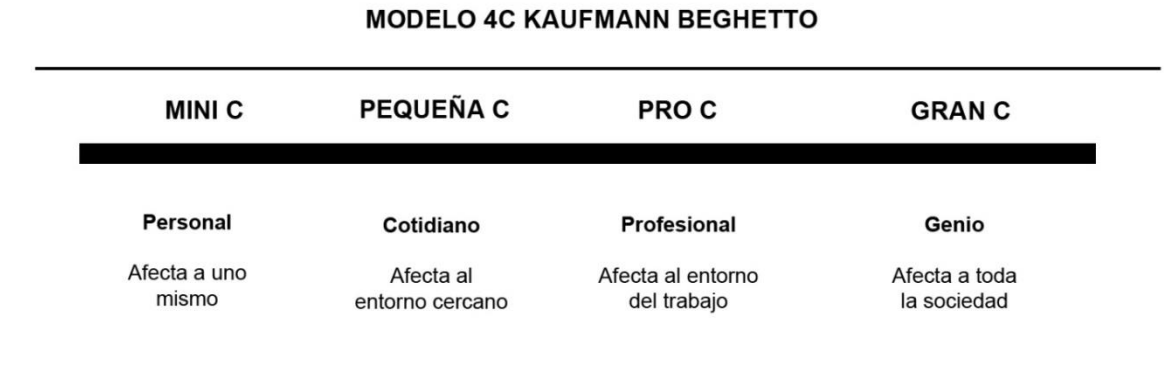 MODELO 4C KAUFMANN BEGHETTO
MINI C
PEQUEÑA C
PRO C
GRAN C
Personal
Afecta a uno
mismo
Cotidiano
Afecta al
entorno cercano
Profesional
Afecta al entorno
del trabajo
Genio
Afecta a toda
la sociedad